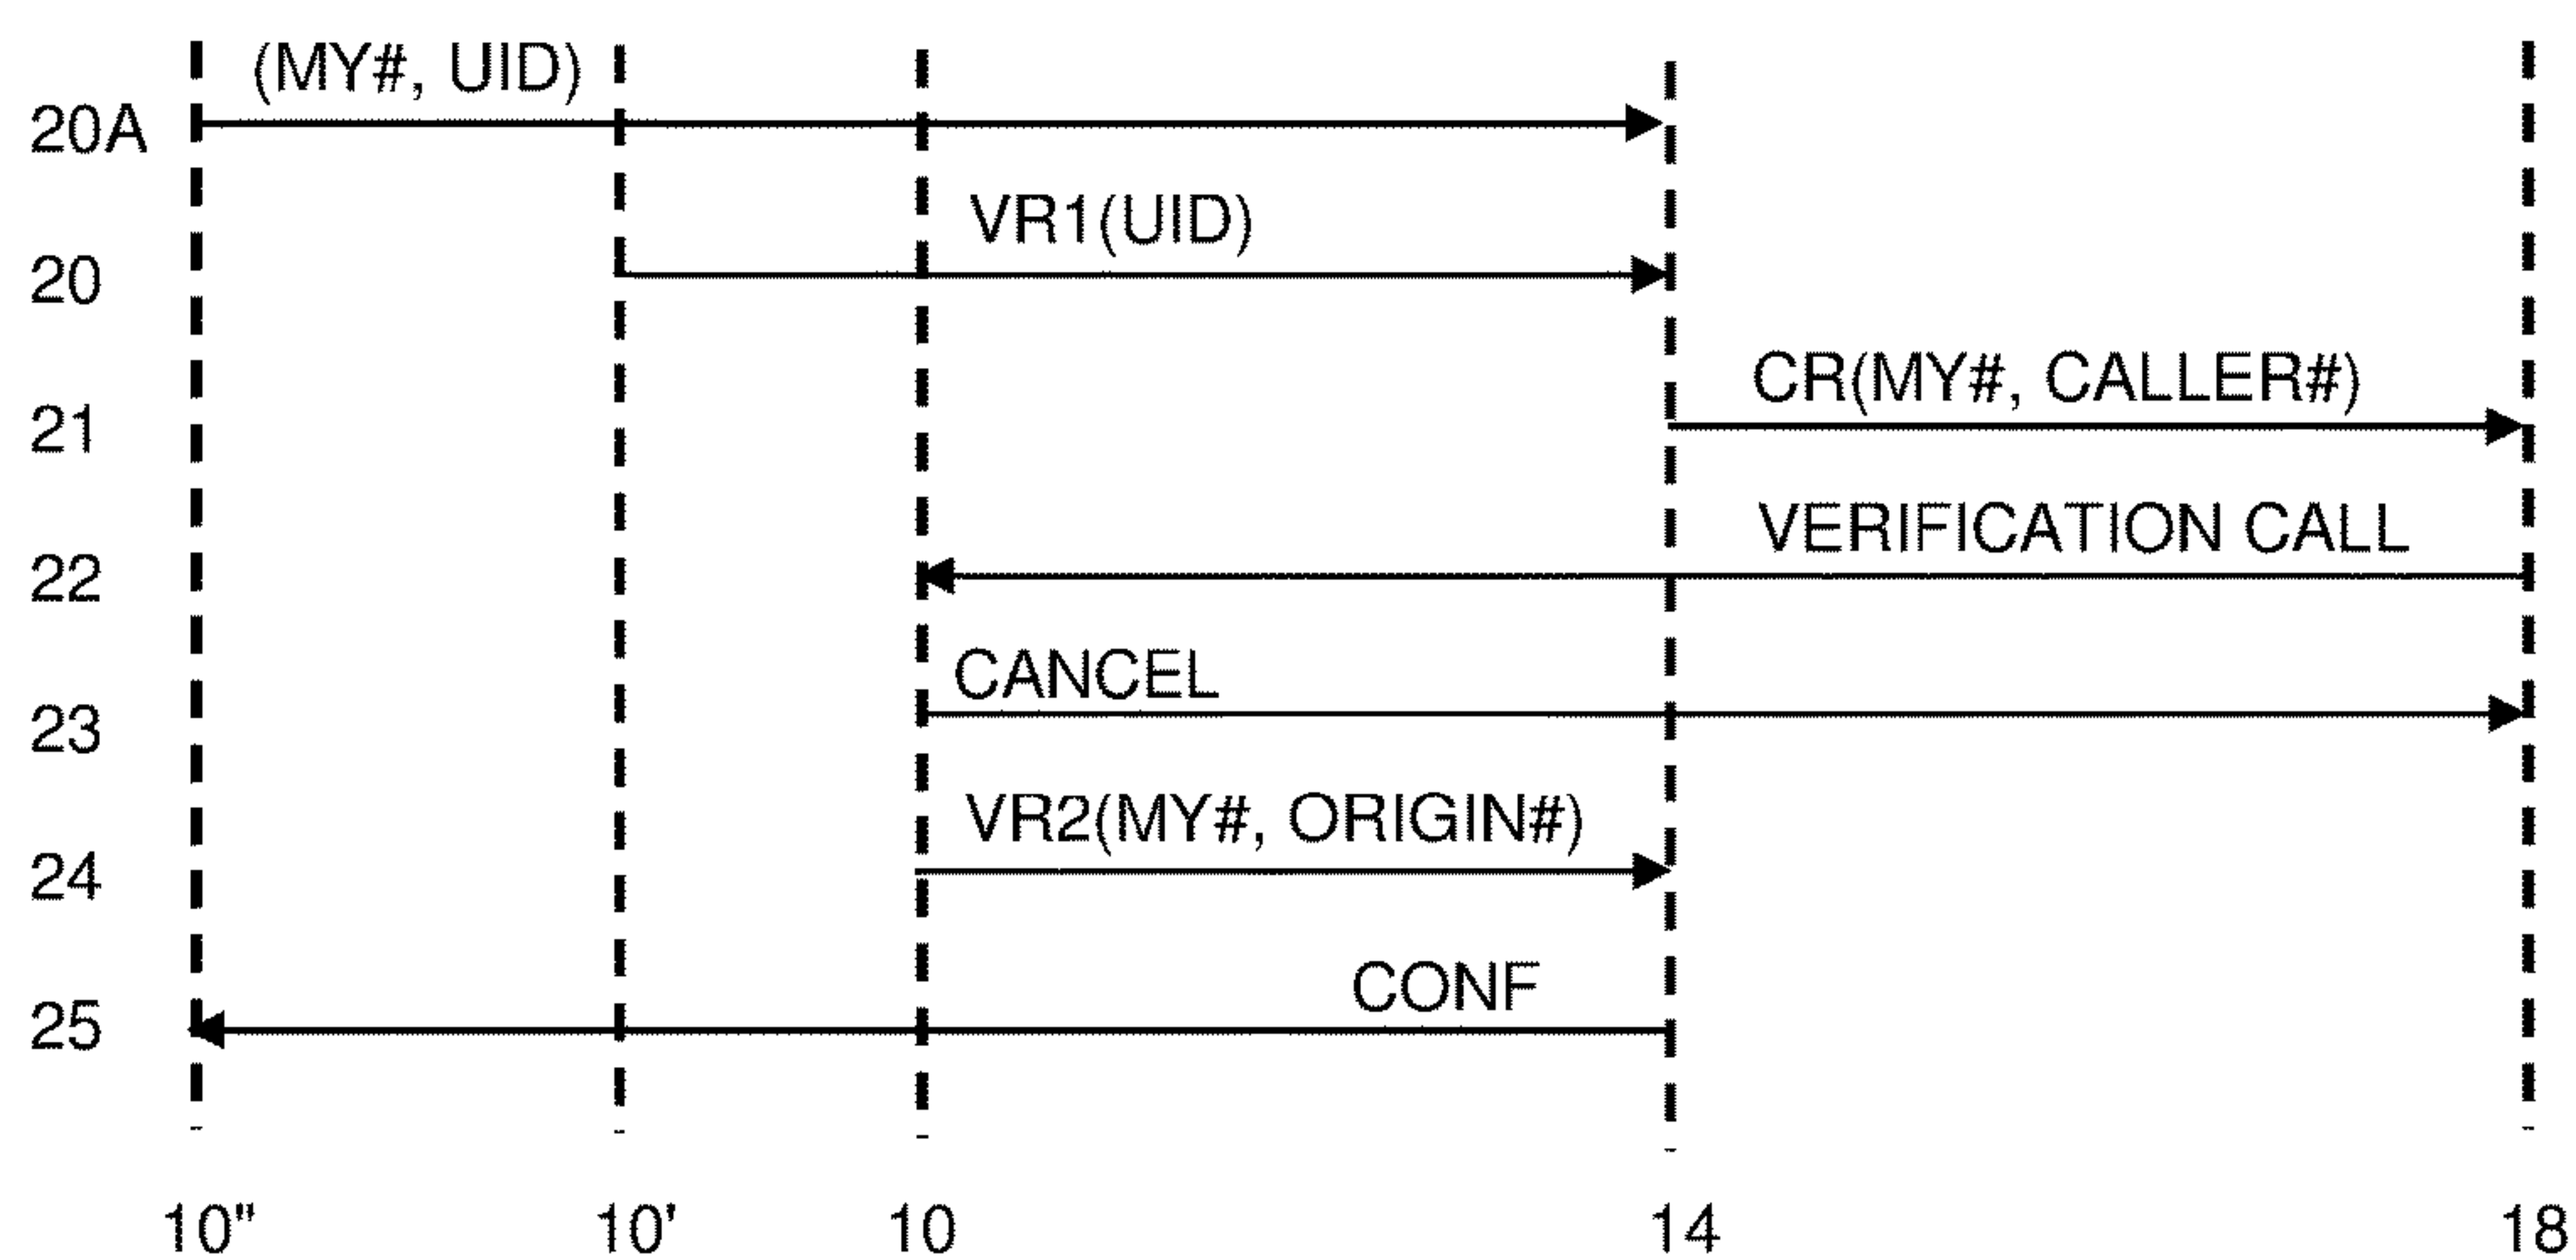 (MY#, UID)
20A
VR1(UID)
20
CR(MY#, CALLER#)
21
VERIFICATION CALL
22
CANCEL
23
VR2(MY#, ORIGIN#)
24
CONF
25
10" 10' 10 14 18